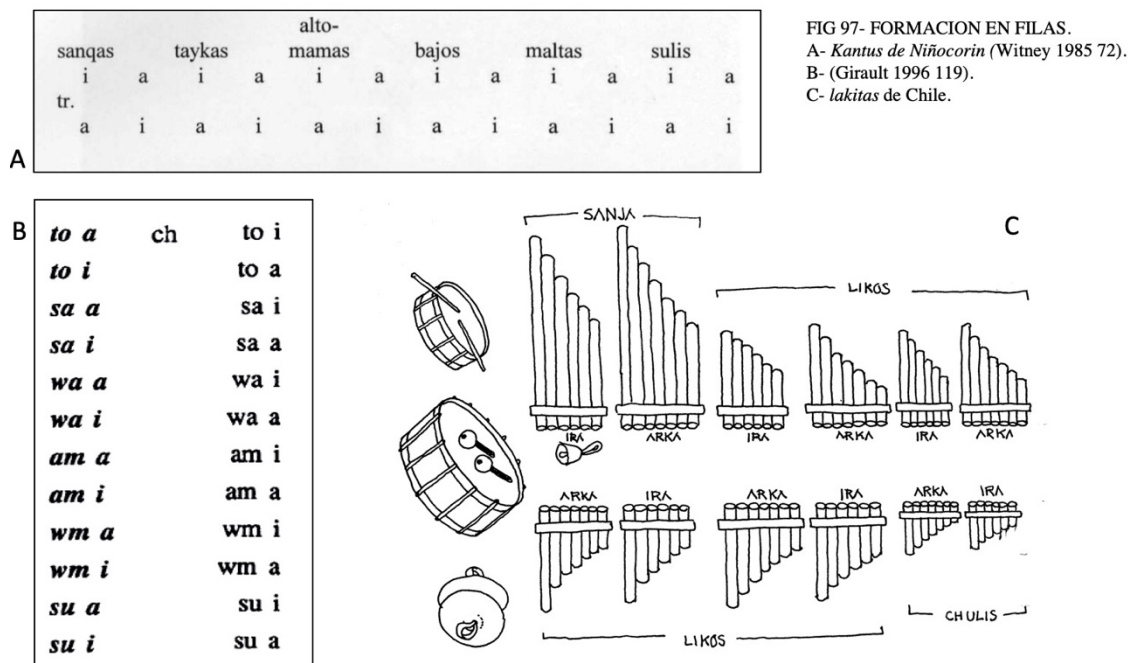 alto-
sanqas taykas mamas bajos maltas sulis
i a i a i a i a i a i a
tr.
a i a i a i a i a i a i
A
FIG 97- FORMACION EN FILAS.
A- Kantus de Niñocorin (Witney 1985 72).
B- (Girault 1996 119).
C- lakitas de Chile.
B
to a ch to i
to i to a
sa a sa i
sa i sa a
wa a wa i
wa i wa a
am a am i
am i am a
wm a wm i
wm i wm a
su a su i
su i su a
C
SANJA
LIKOS
IRA ARKA IRA ARKA IRA ARKA
ARKA IRA ARKA IRA ARKA IRA
LIKOS
CHULIS